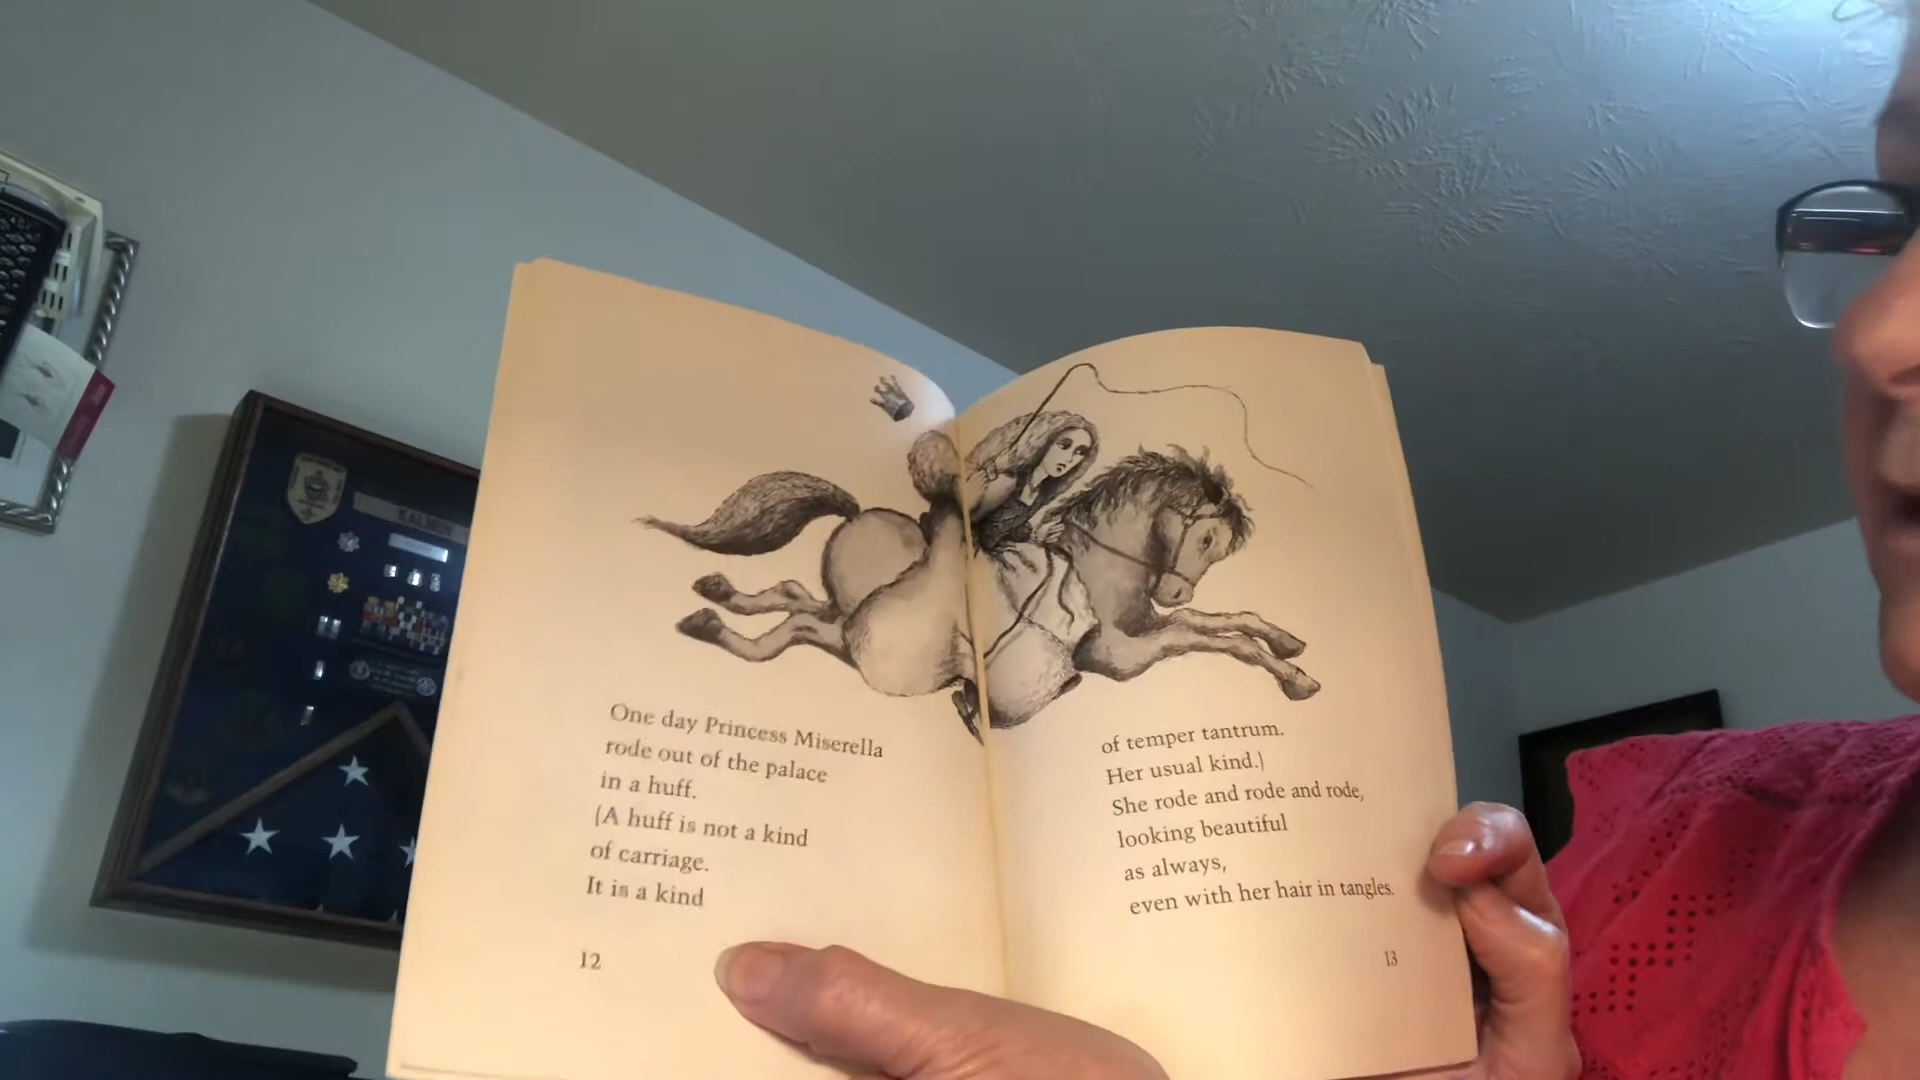 One day Princess Miserella
rode out of the palace
in a huff.
(A huff is not a kind
of carriage.
It is a kind
12
of temper tantrum.
Her usual kind.)
She rode and rode and rode,
looking beautiful
as always,
even with her hair in tangles.
13